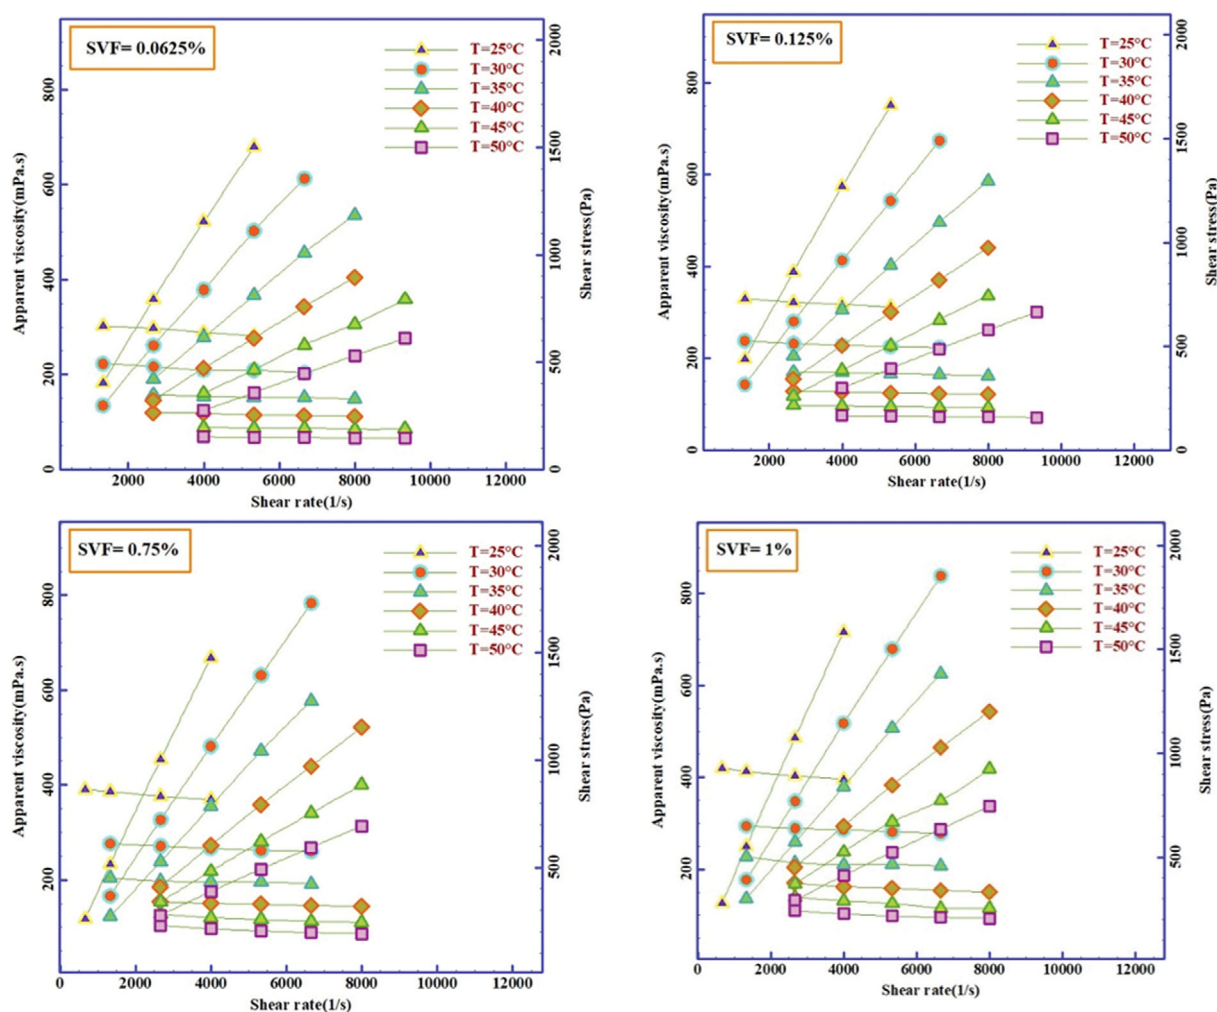 SVF= 0.0625%
T=25°C
T=30°C
T=35°C
T=40°C
T=45°C
T=50°C
Apparent viscosity(mPa.s)
0
200
400
600
800
Shear stress(Pa)
0
500
1000
1500
2000
2000
4000
6000
8000
10000
12000
Shear rate(1/s)
SVF= 0.125%
T=25°C
T=30°C
T=35°C
T=40°C
T=45°C
T=50°C
Apparent viscosity(mPa.s)
0
200
400
600
800
Shear stress(Pa)
0
500
1000
1500
2000
2000
4000
6000
8000
10000
12000
Shear rate(1/s)
SVF= 0.75%
T=25°C
T=30°C
T=35°C
T=40°C
T=45°C
T=50°C
Apparent viscosity(mPa.s)
200
400
600
800
Shear stress(Pa)
500
1000
1500
2000
0
2000
4000
6000
8000
10000
12000
Shear rate(1/s)
SVF= 1%
T=25°C
T=30°C
T=35°C
T=40°C
T=45°C
T=50°C
Apparent viscosity(mPa.s)
200
400
600
800
Shear stress(Pa)
500
1000
1500
2000
0
2000
4000
6000
8000
10000
12000
Shear rate(1/s)